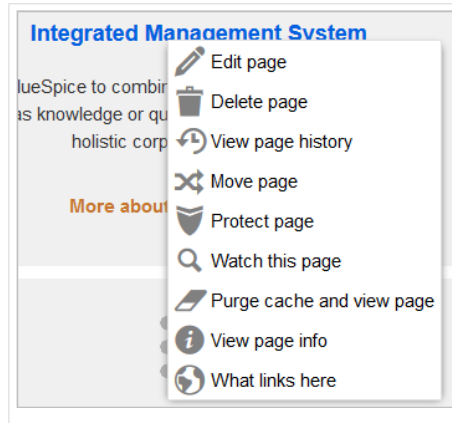 Integrated Management System
Edit page
lueSpice to combin
Delete page
as knowledge or qu
View page history
holistic corp
Move page
More about
Protect page
Watch this page
Purge cache and view page
View page info
What links here